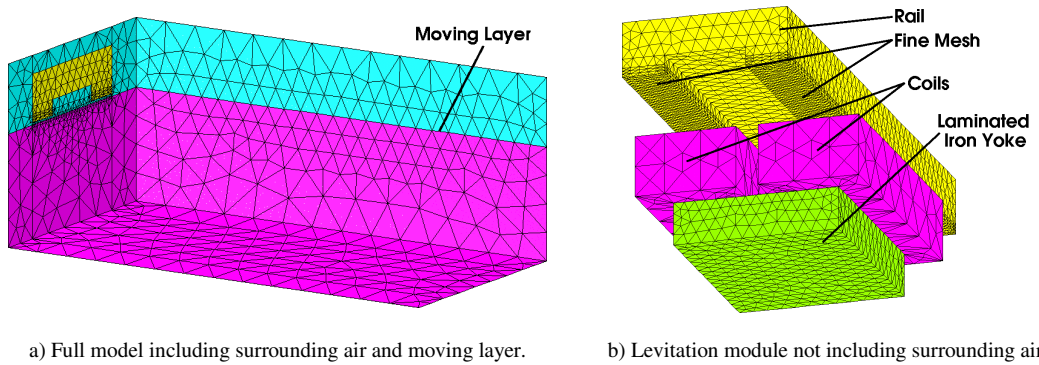 Moving Layer
Rail
Fine Mesh
Coils
Laminated
Iron Yoke
a) Full model including surrounding air and moving layer.
b) Levitation module not including surrounding air